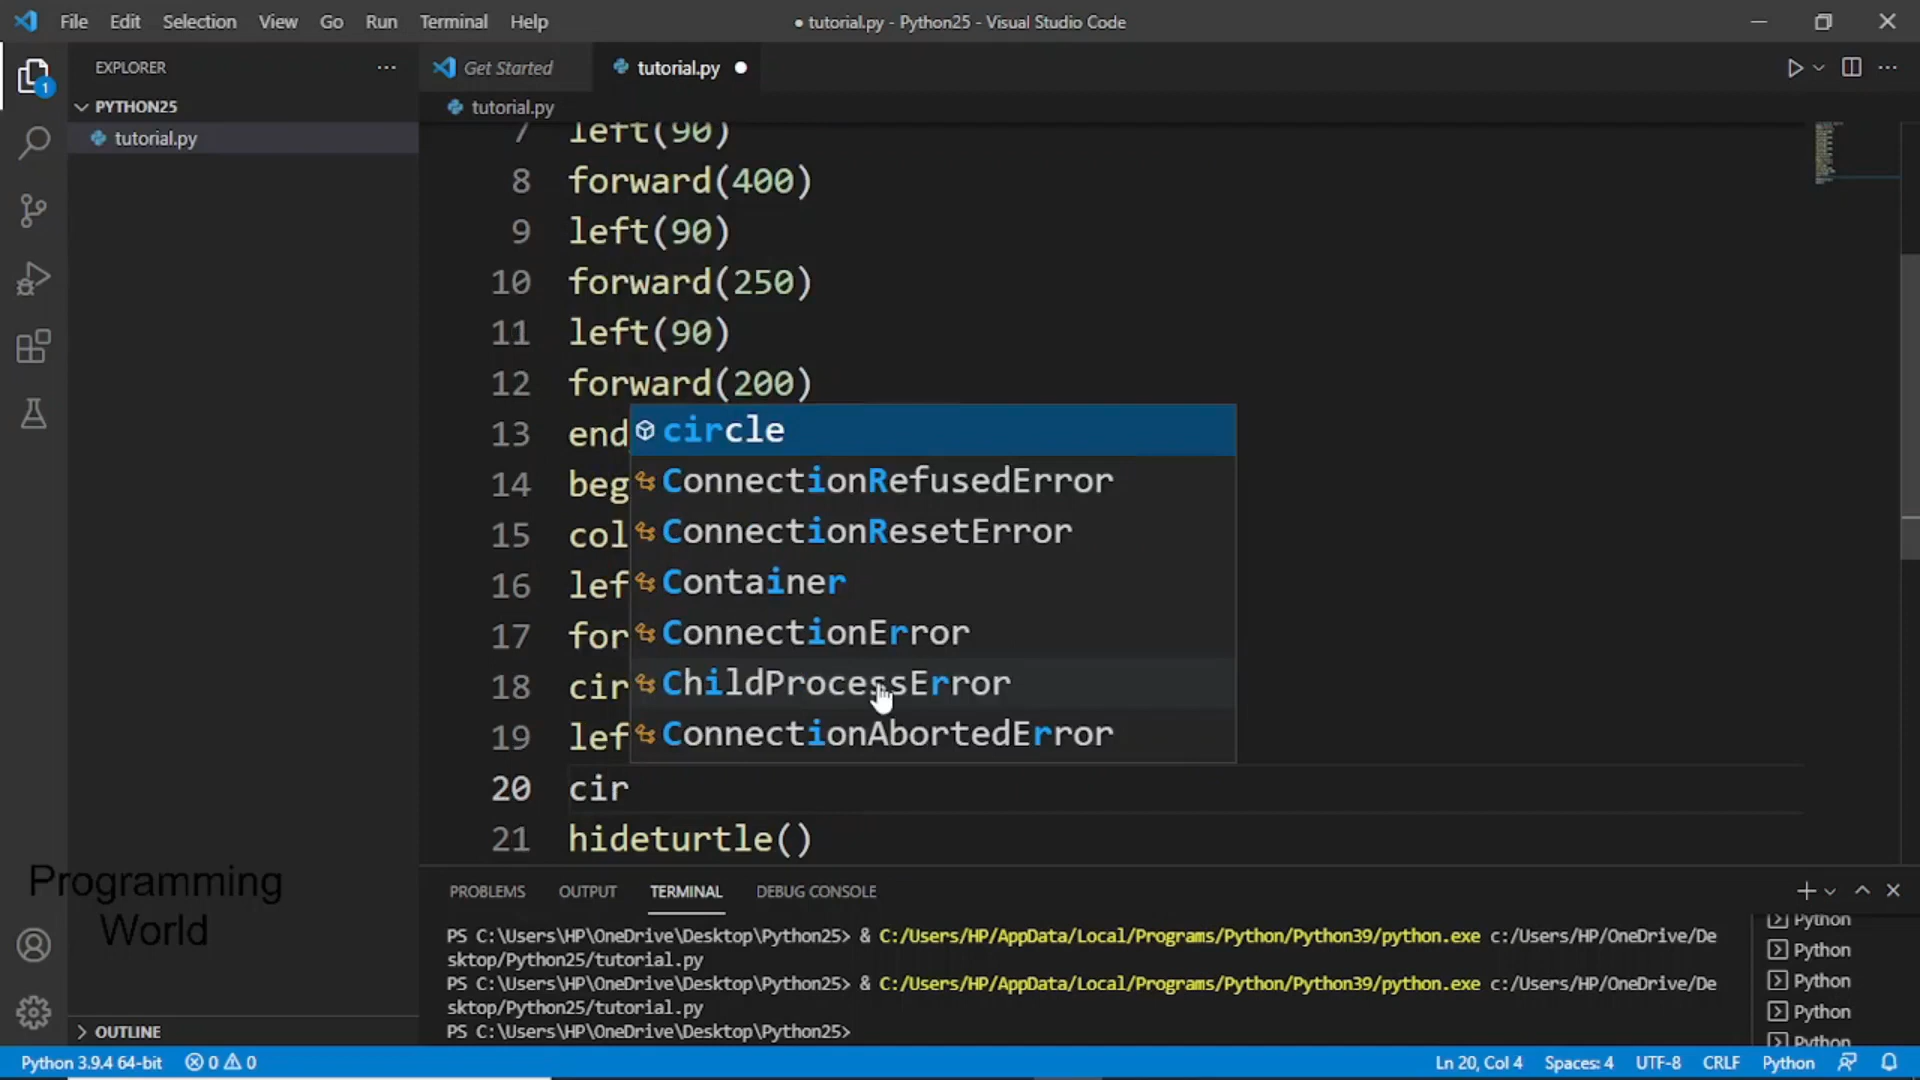 File Edit Selection View Go Run Terminal Help
● tutorial.py - Python25 - Visual Studio Code
EXPLORER
Get Started
tutorial.py
1
PYTHON25
tutorial.py
tutorial.py
7 left(90)
8 forward(400)
9 left(90)
10 forward(250)
11 left(90)
12 forward(200)
13 end
14 beg
15 col
16 lef
17 for
18 cir
19 lef
20 cir
21 hideturtle()
circle
ConnectionRefusedError
ConnectionResetError
Container
ConnectionError
ChildProcessError
ConnectionAbortedError
Programming
World
PROBLEMS OUTPUT TERMINAL DEBUG CONSOLE
PS C:\Users\HP\OneDrive\Desktop\Python25> & C:/Users/HP/AppData/Local/Programs/Python/Python39/python.exe c:/Users/HP/OneDrive/De
sktop/Python25/tutorial.py
PS C:\Users\HP\OneDrive\Desktop\Python25> & C:/Users/HP/AppData/Local/Programs/Python/Python39/python.exe c:/Users/HP/OneDrive/De
sktop/Python25/tutorial.py
PS C:\Users\HP\OneDrive\Desktop\Python25>
Python
Python
Python
Python
Python
OUTLINE
Python 3.9.4 64-bit 0 0
Ln 20, Col 4 Spaces: 4 UTF-8 CRLF Python